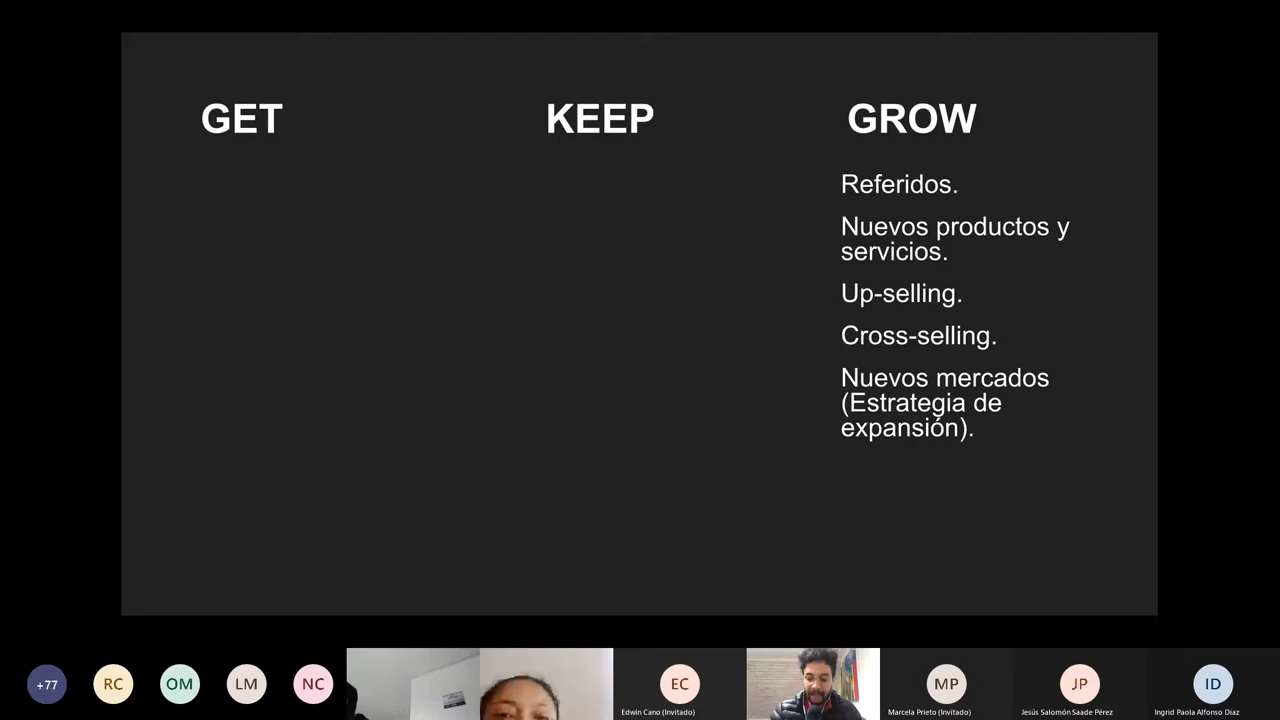 GET
KEEP
GROW
Referidos.
Nuevos productos y
servicios.
Up-selling.
Cross-selling.
Nuevos mercados
(Estrategia de
expansión).
+77
RC
OM
LM
NC
EC
Edwin Cano (Invitado)
MP
Marcela Prieto (Invitado)
JP
Jesús Salomón Saade Pérez
ID
Ingrid Paola Alfonso Diaz